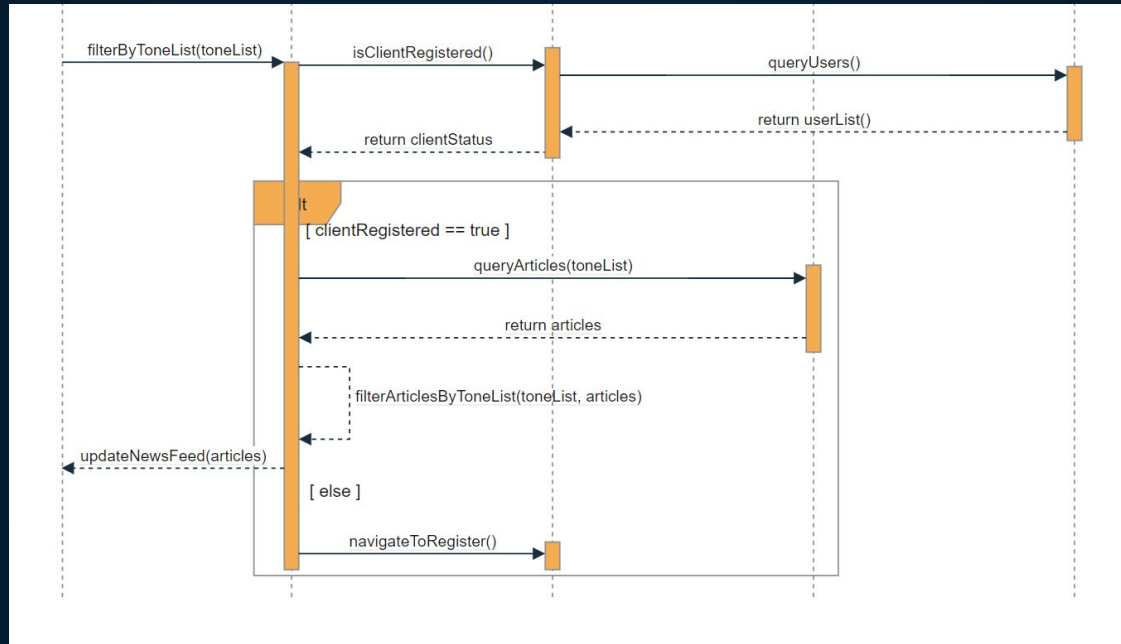 filterByToneList(toneList)
isClientRegistered()
queryUsers()
return userList()
return clientStatus
lt
[ clientRegistered == true ]
queryArticles(toneList)
return articles
filterArticlesByToneList(toneList, articles)
updateNewsFeed(articles)
[ else ]
navigateToRegister()